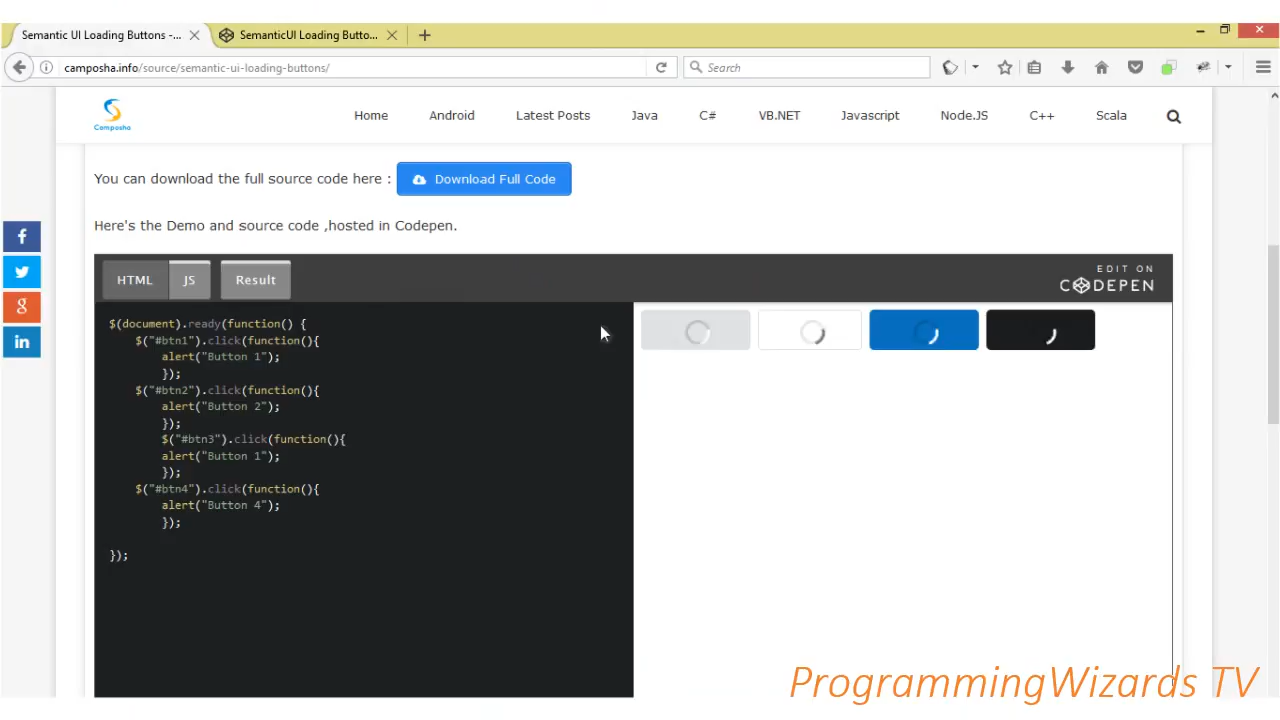 Semantic UI Loading Buttons -...
SemanticUI Loading Butto...
camposha.info/source/semantic-ui-loading-buttons/
Search
Camposha
Home
Android
Latest Posts
Java
C#
VB.NET
Javascript
Node.JS
C++
Scala
You can download the full source code here :
Download Full Code
Here's the Demo and source code ,hosted in Codepen.
HTML
JS
Result
EDIT ON
CODEPEN
$(document).ready(function() {
$("#btn1").click(function(){
alert("Button 1");
});
$("#btn2").click(function(){
alert("Button 2");
});
$("#btn3").click(function(){
alert("Button 1");
});
$("#btn4").click(function(){
alert("Button 4");
});
});
f
g
in
ProgrammingWizards TV